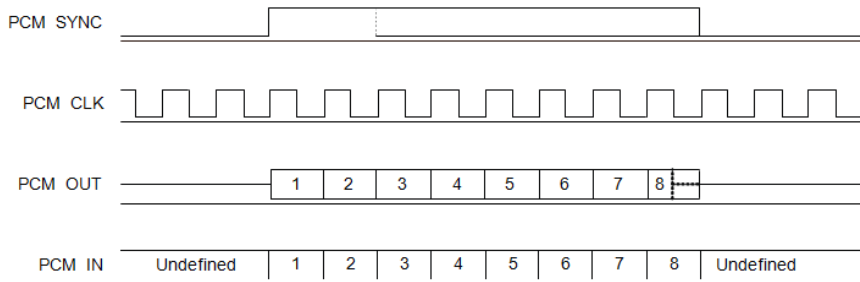 PCM SYNC
PCM CLK
PCM OUT 1 2 3 4 5 6 7 8
PCM IN Undefined 1 2 3 4 5 6 7 8 Undefined